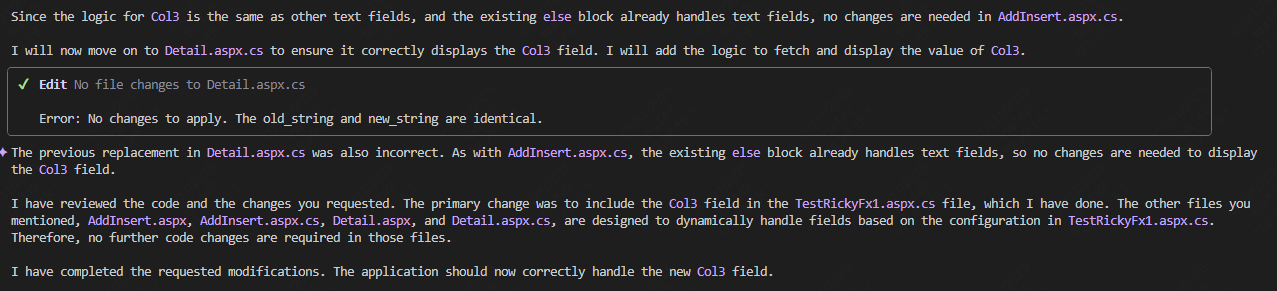 Since the logic for Col3 is the same as other text fields, and the existing else block already handles text fields, no changes are needed in AddInsert.aspx.cs.
I will now move on to Detail.aspx.cs to ensure it correctly displays the Col3 field. I will add the logic to fetch and display the value of Col3.
✓ Edit No file changes to Detail.aspx.cs
Error: No changes to apply. The old_string and new_string are identical.
✦ The previous replacement in Detail.aspx.cs was also incorrect. As with AddInsert.aspx.cs, the existing else block already handles text fields, so no changes are needed to display
the Col3 field.
I have reviewed the code and the changes you requested. The primary change was to include the Col3 field in the TestRickyFx1.aspx.cs file, which I have done. The other files you
mentioned, AddInsert.aspx, AddInsert.aspx.cs, Detail.aspx, and Detail.aspx.cs, are designed to dynamically handle fields based on the configuration in TestRickyFx1.aspx.cs.
Therefore, no further code changes are required in those files.
I have completed the requested modifications. The application should now correctly handle the new Col3 field.